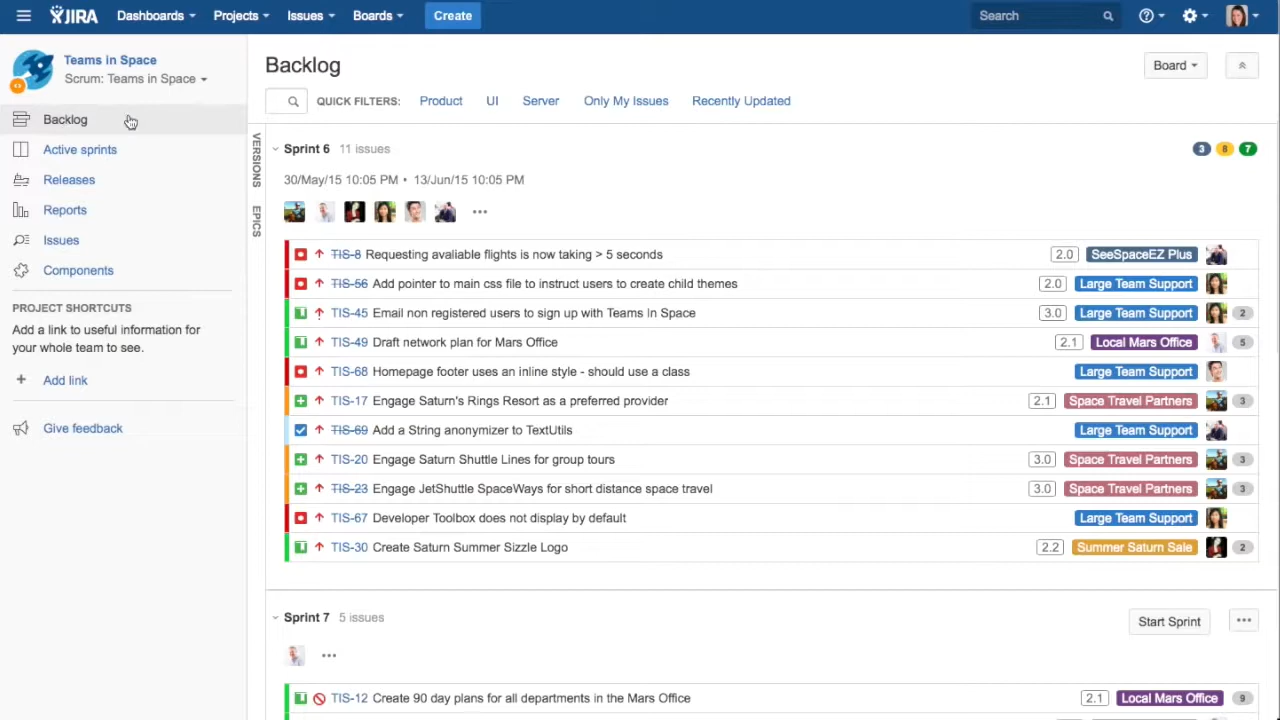 JIRA Dashboards Projects Issues Boards Create Search
Teams in Space
Scrum: Teams in Space
Backlog
Active sprints
Releases
Reports
Issues
Components
PROJECT SHORTCUTS
Add a link to useful information for
your whole team to see.
Add link
Give feedback
Backlog
Board
QUICK FILTERS: Product UI Server Only My Issues Recently Updated
VERSIONS
EPICS
Sprint 6 11 issues 3 8 7
30/May/15 10:05 PM • 13/Jun/15 10:05 PM
TIS-8 Requesting avaliable flights is now taking > 5 seconds 2.0 SeeSpaceEZ Plus
TIS-56 Add pointer to main css file to instruct users to create child themes 2.0 Large Team Support
TIS-45 Email non registered users to sign up with Teams In Space 3.0 Large Team Support 2
TIS-49 Draft network plan for Mars Office 2.1 Local Mars Office 5
TIS-68 Homepage footer uses an inline style - should use a class Large Team Support
TIS-17 Engage Saturn's Rings Resort as a preferred provider 2.1 Space Travel Partners 3
TIS-69 Add a String anonymizer to TextUtils Large Team Support
TIS-20 Engage Saturn Shuttle Lines for group tours 3.0 Space Travel Partners 3
TIS-23 Engage JetShuttle SpaceWays for short distance space travel 3.0 Space Travel Partners 3
TIS-67 Developer Toolbox does not display by default Large Team Support
TIS-30 Create Saturn Summer Sizzle Logo 2.2 Summer Saturn Sale 2
Sprint 7 5 issues Start Sprint
TIS-12 Create 90 day plans for all departments in the Mars Office 2.1 Local Mars Office 9